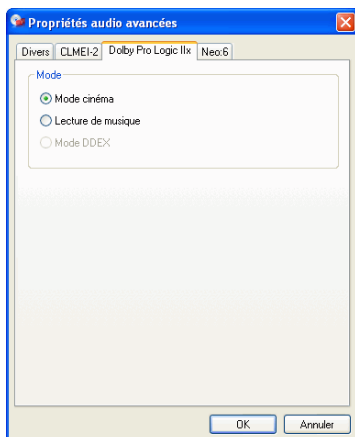 Propriétés audio avancées
Divers CLMEI-2 Dolby Pro Logic IIx Neo:6
Mode
Mode cinéma
Lecture de musique
Mode DDEX
OK Annuler